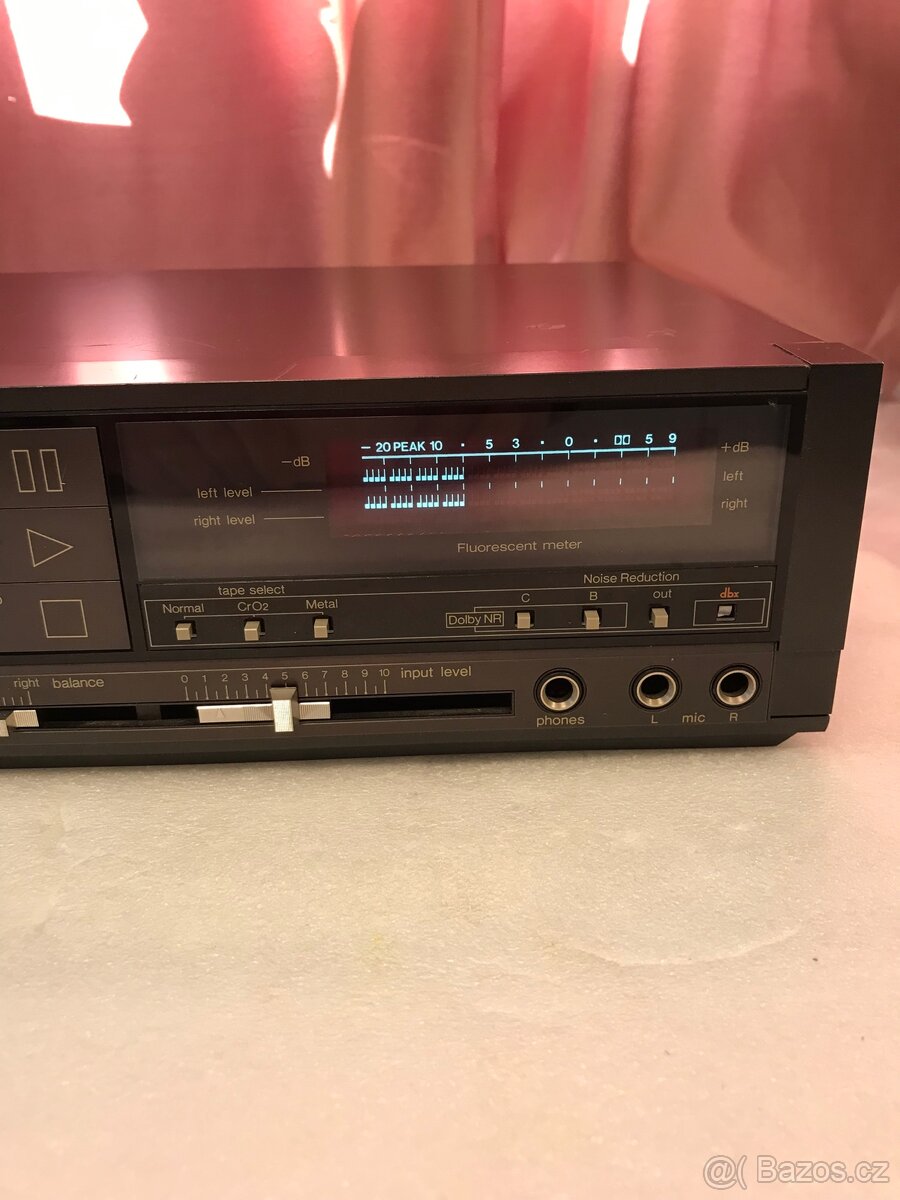 − 20 PEAK 10 · 5 3 · 0 · 5 9
−dB
+dB
left level
left
right level
right
Fluorescent meter
tape select
Noise Reduction
Normal CrO2 Metal
Dolby NR C B out dbx
right balance
0 1 2 3 4 5 6 7 8 9 10 input level
phones
L mic R
@( Bazos.cz